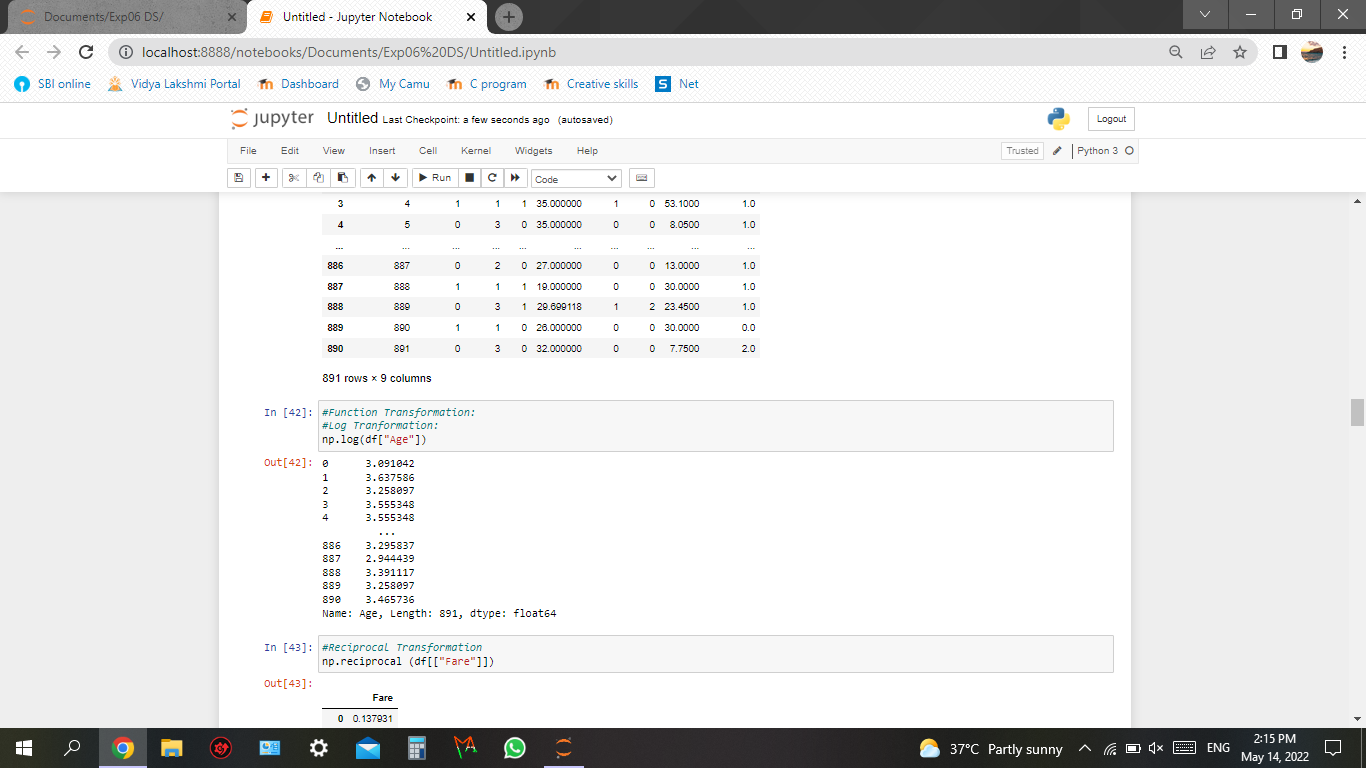 Documents/Exp06 DS/
Untitled - Jupyter Notebook
localhost:8888/notebooks/Documents/Exp06%20DS/Untitled.ipynb
SBI online Vidya Lakshmi Portal Dashboard My Camu C program Creative skills S Net
jupyter Untitled Last Checkpoint: a few seconds ago (autosaved) Logout
File Edit View Insert Cell Kernel Widgets Help Trusted Python 3
Run Code
3 4 1 1 1 35.000000 1 0 53.1000 1.0
4 5 0 3 0 35.000000 0 0 8.0500 1.0
... ... ... ... ... ... ... ... ... ...
886 887 0 2 0 27.000000 0 0 13.0000 1.0
887 888 1 1 1 19.000000 0 0 30.0000 1.0
888 889 0 3 1 29.699118 1 2 23.4500 1.0
889 890 1 1 0 26.000000 0 0 30.0000 0.0
890 891 0 3 0 32.000000 0 0 7.7500 2.0
891 rows × 9 columns
In [42]: #Function Transformation:
#Log Tranformation:
np.log(df["Age"])
Out[42]: 0 3.091042
1 3.637586
2 3.258097
3 3.555348
4 3.555348
...
886 3.295837
887 2.944439
888 3.391117
889 3.258097
890 3.465736
Name: Age, Length: 891, dtype: float64
In [43]: #Reciprocal Transformation
np.reciprocal (df[["Fare"]])
Out[43]:
Fare
0 0.137931
37°C Partly sunny ENG 2:15 PM
May 14, 2022